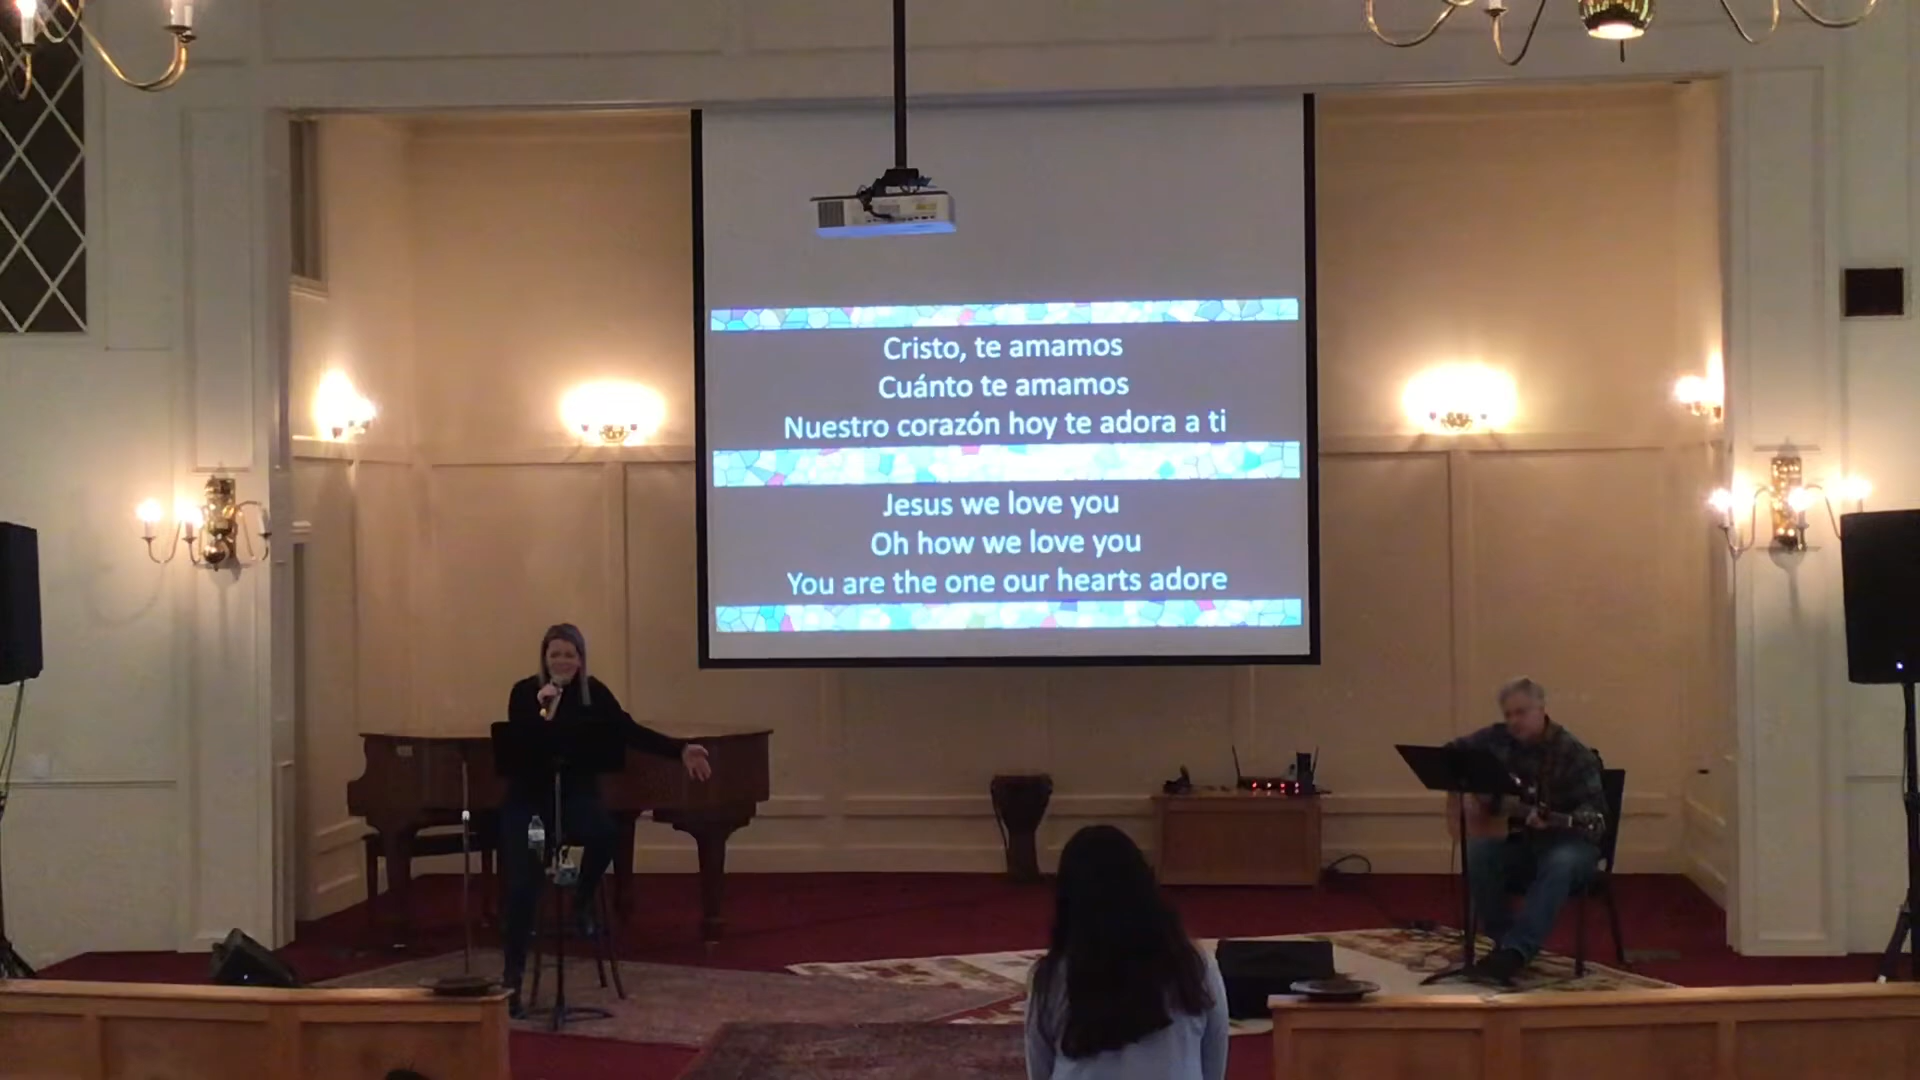 Cristo, te amamos
Cuánto te amamos
Nuestro corazón hoy te adora a ti
Jesus we love you
Oh how we love you
You are the one our hearts adore